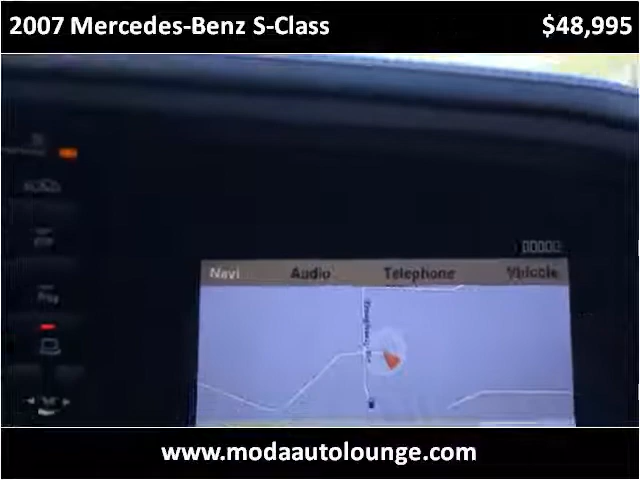 2007 Mercedes-Benz S-Class $48,995
Navi Audio Telephone Vehicle
www.modaautolounge.com